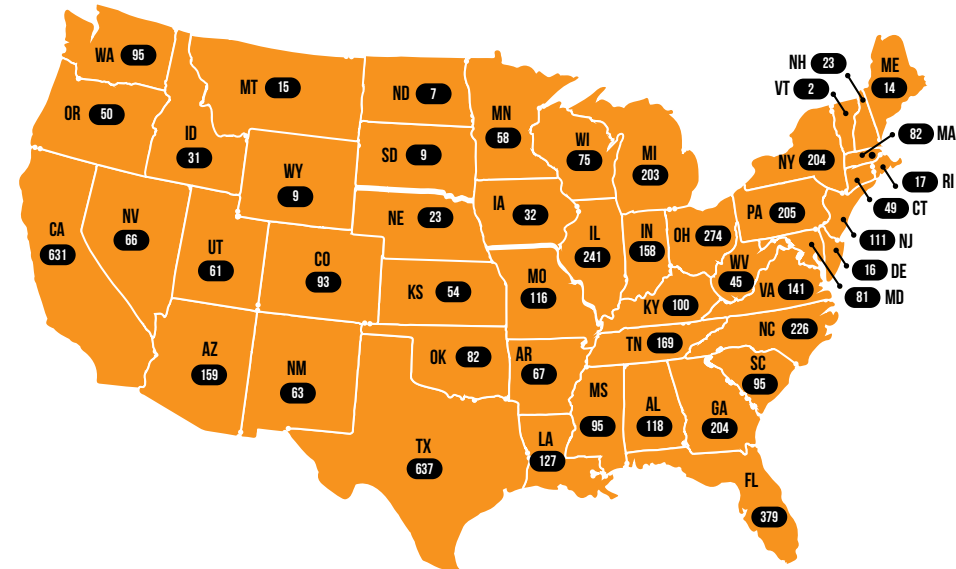 WA 95
MT 15
ND 7
MN
58
OR 50
ID
31
SD 9
WI
75
MI
203
NH 23
VT 2
ME
14
82 MA
NY 204
17 RI
49 CT
WY
9
NE 23
IA 32
PA 205
111 NJ
CA
631
NV
66
UT
61
CO
93
IL
241
IN
158
OH 274
16 DE
WV
45
81 MD
KS 54
MO
116
VA 141
KY 100
NC 226
TN 169
AZ
159
NM
63
OK 82
AR
67
SC
95
MS
95
AL
118
GA
204
TX
637
LA
127
FL
379